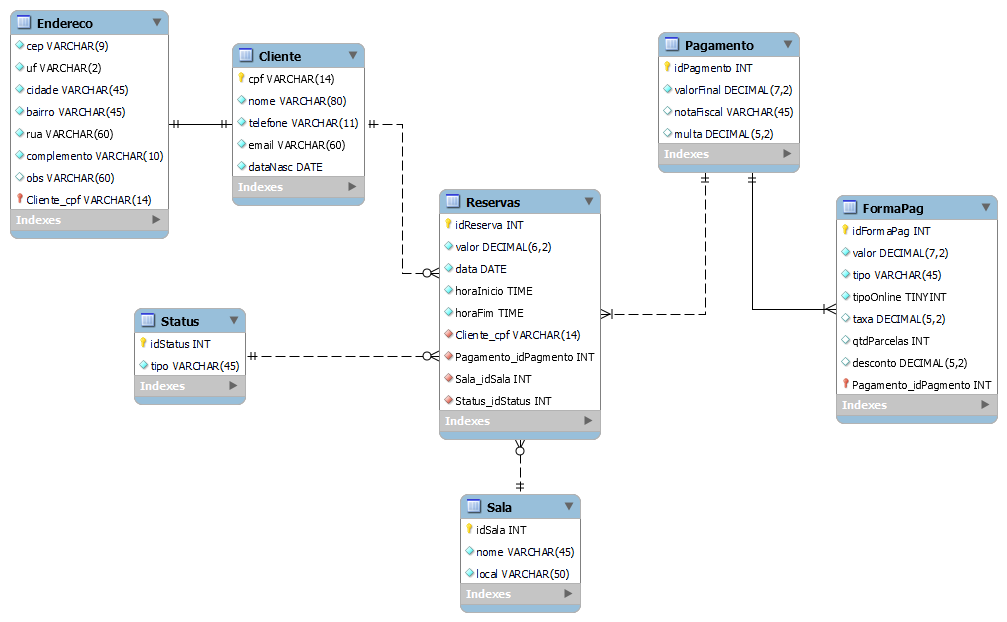 Endereco
cep VARCHAR(9)
uf VARCHAR(2)
cidade VARCHAR(45)
bairro VARCHAR(45)
rua VARCHAR(60)
complemento VARCHAR(10)
obs VARCHAR(60)
Cliente_cpf VARCHAR(14)
Indexes
Cliente
cpf VARCHAR(14)
nome VARCHAR(80)
telefone VARCHAR(11)
email VARCHAR(60)
dataNasc DATE
Indexes
Pagamento
idPagmento INT
valorFinal DECIMAL(7,2)
notaFiscal VARCHAR(45)
multa DECIMAL(5,2)
Indexes
Reservas
idReserva INT
valor DECIMAL(6,2)
data DATE
horaInicio TIME
horaFim TIME
Cliente_cpf VARCHAR(14)
Pagamento_idPagmento INT
Sala_idSala INT
Status_idStatus INT
Indexes
FormaPag
idFormaPag INT
valor DECIMAL(7,2)
tipo VARCHAR(45)
tipoOnline TINYINT
taxa DECIMAL(5,2)
qtdParcelas INT
desconto DECIMAL(5,2)
Pagamento_idPagmento INT
Indexes
Status
idStatus INT
tipo VARCHAR(45)
Indexes
Sala
idSala INT
nome VARCHAR(45)
local VARCHAR(50)
Indexes